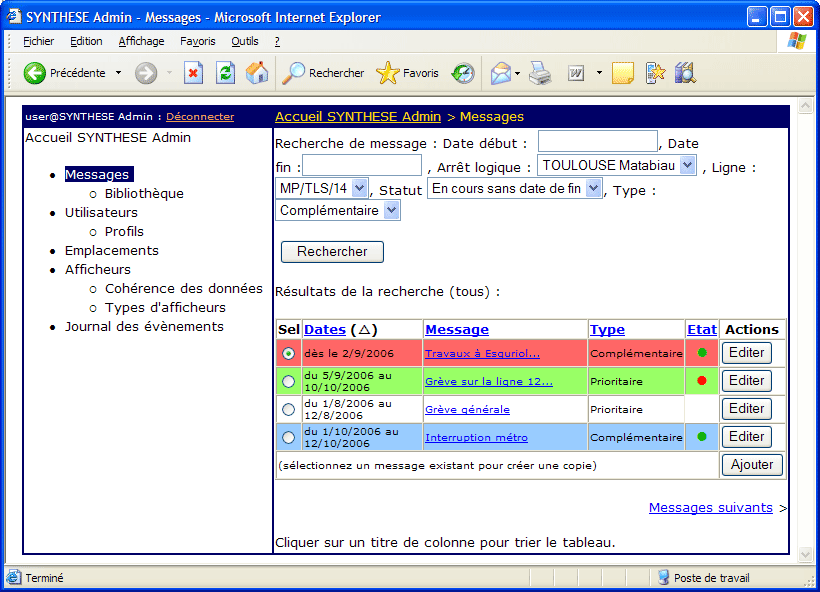 SYNTHESE Admin - Messages - Microsoft Internet Explorer
Fichier Edition Affichage Favoris Outils ?
Précédente Rechercher Favoris
user@SYNTHESE Admin : Déconnecter
Accueil SYNTHESE Admin > Messages
Accueil SYNTHESE Admin
Messages
Bibliothèque
Utilisateurs
Profils
Emplacements
Afficheurs
Cohérence des données
Types d'afficheurs
Journal des évènements
Recherche de message : Date début : , Date
fin : , Arrêt logique : TOULOUSE Matabiau , Ligne :
MP/TLS/14 , Statut En cours sans date de fin , Type :
Complémentaire
Rechercher
Résultats de la recherche (tous) :
Sel Dates (△) Message Type Etat Actions
dès le 2/9/2006 Travaux à Esquriol... Complémentaire Editer
du 5/9/2006 au
10/10/2006 Grève sur la ligne 12... Prioritaire Editer
du 1/8/2006 au
12/8/2006 Grève générale Prioritaire Editer
du 1/10/2006 au
12/10/2006 Interruption métro Complémentaire Editer
(sélectionnez un message existant pour créer une copie) Ajouter
Messages suivants >
Cliquer sur un titre de colonne pour trier le tableau.
Terminé Poste de travail